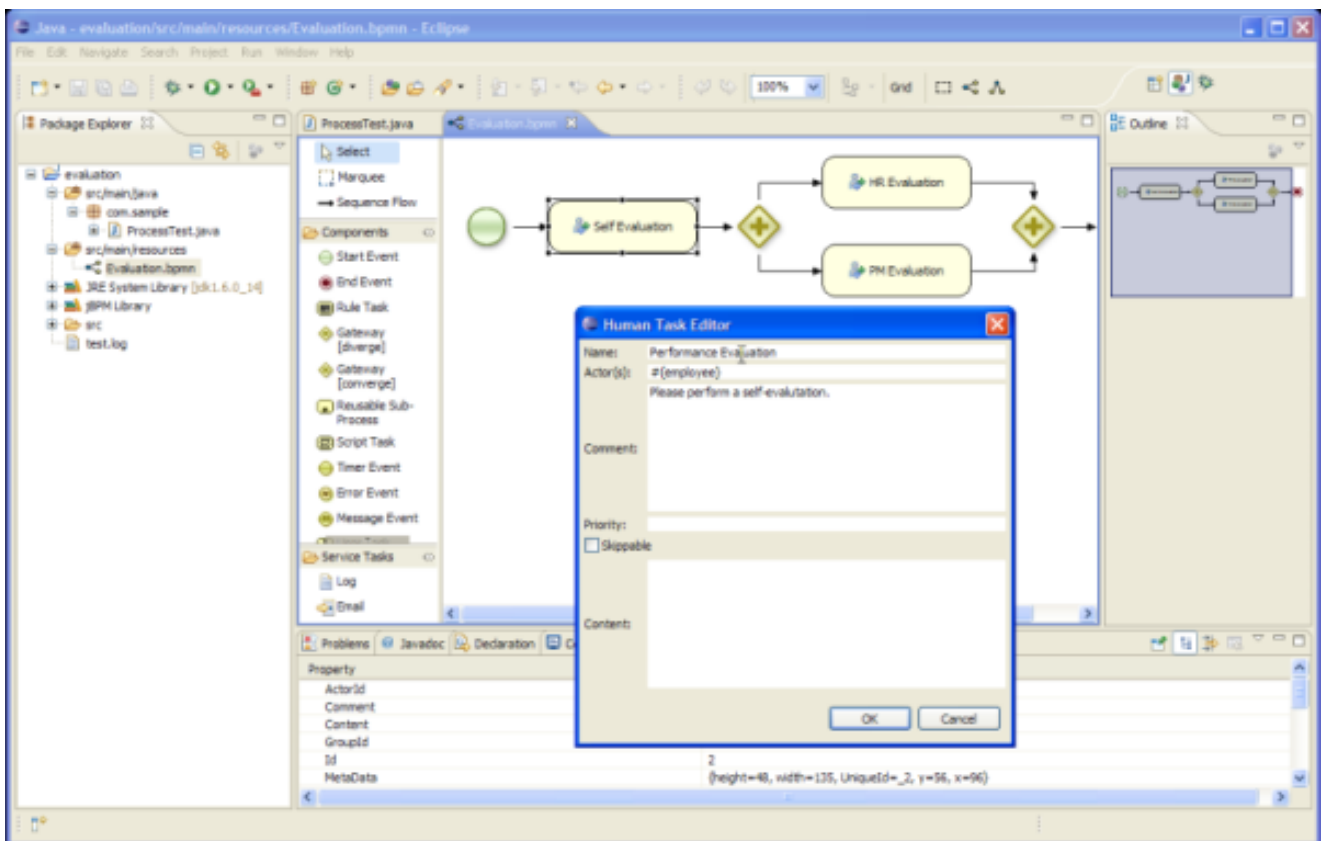 Java - evaluation/src/main/resources/Evaluation.bpmn - Eclipse
File Edit Navigate Search Project Run Window Help
100%
Grid
Package Explorer
ProcessTest.java
Evaluation.bpmn
Outline
evaluation
src/main/java
com.sample
ProcessTest.java
src/main/resources
Evaluation.bpmn
JRE System Library [jdk1.6.0_14]
jBPM Library
src
test.log
Select
Marquee
Sequence Flow
Components
Start Event
End Event
Rule Task
Gateway
[diverge]
Gateway
[converge]
Reusable Sub-
Process
Script Task
Timer Event
Error Event
Message Event
Service Tasks
Log
Email
Self Evaluation
HR Evaluation
PM Evaluation
Human Task Editor
Name: Performance Evaluation
Actor(s): #{employee}
Please perform a self-evalutation.
Comment:
Priority:
Skippable
Content:
OK Cancel
Problems Javadoc Declaration
Property
ActorId
Comment
Content
GroupId
Id 2
MetaData {height=48, width=135, UniqueId=_2, y=56, x=96}